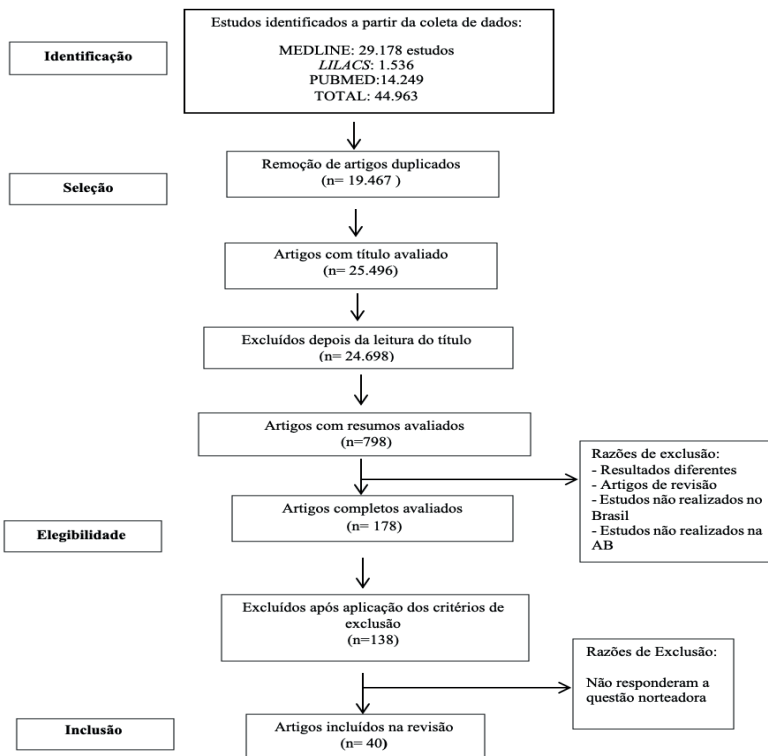 Estudos identificados a partir da coleta de dados:
MEDLINE: 29.178 estudos
LILACS: 1.536
PUBMED:14.249
TOTAL: 44.963
Identificação
Remoção de artigos duplicados
(n= 19.467 )
Seleção
Artigos com título avaliado
(n= 25.496)
Excluídos depois da leitura do título
(n= 24.698)
Artigos com resumos avaliados
(n=798)
Razões de exclusão:
- Resultados diferentes
- Artigos de revisão
- Estudos não realizados no
Brasil
- Estudos não realizados na
AB
Artigos completos avaliados
(n= 178)
Elegibilidade
Excluídos após aplicação dos critérios de
exclusão
(n=138)
Razões de Exclusão:
Não responderam a
questão norteadora
Inclusão
Artigos incluídos na revisão
(n= 40)